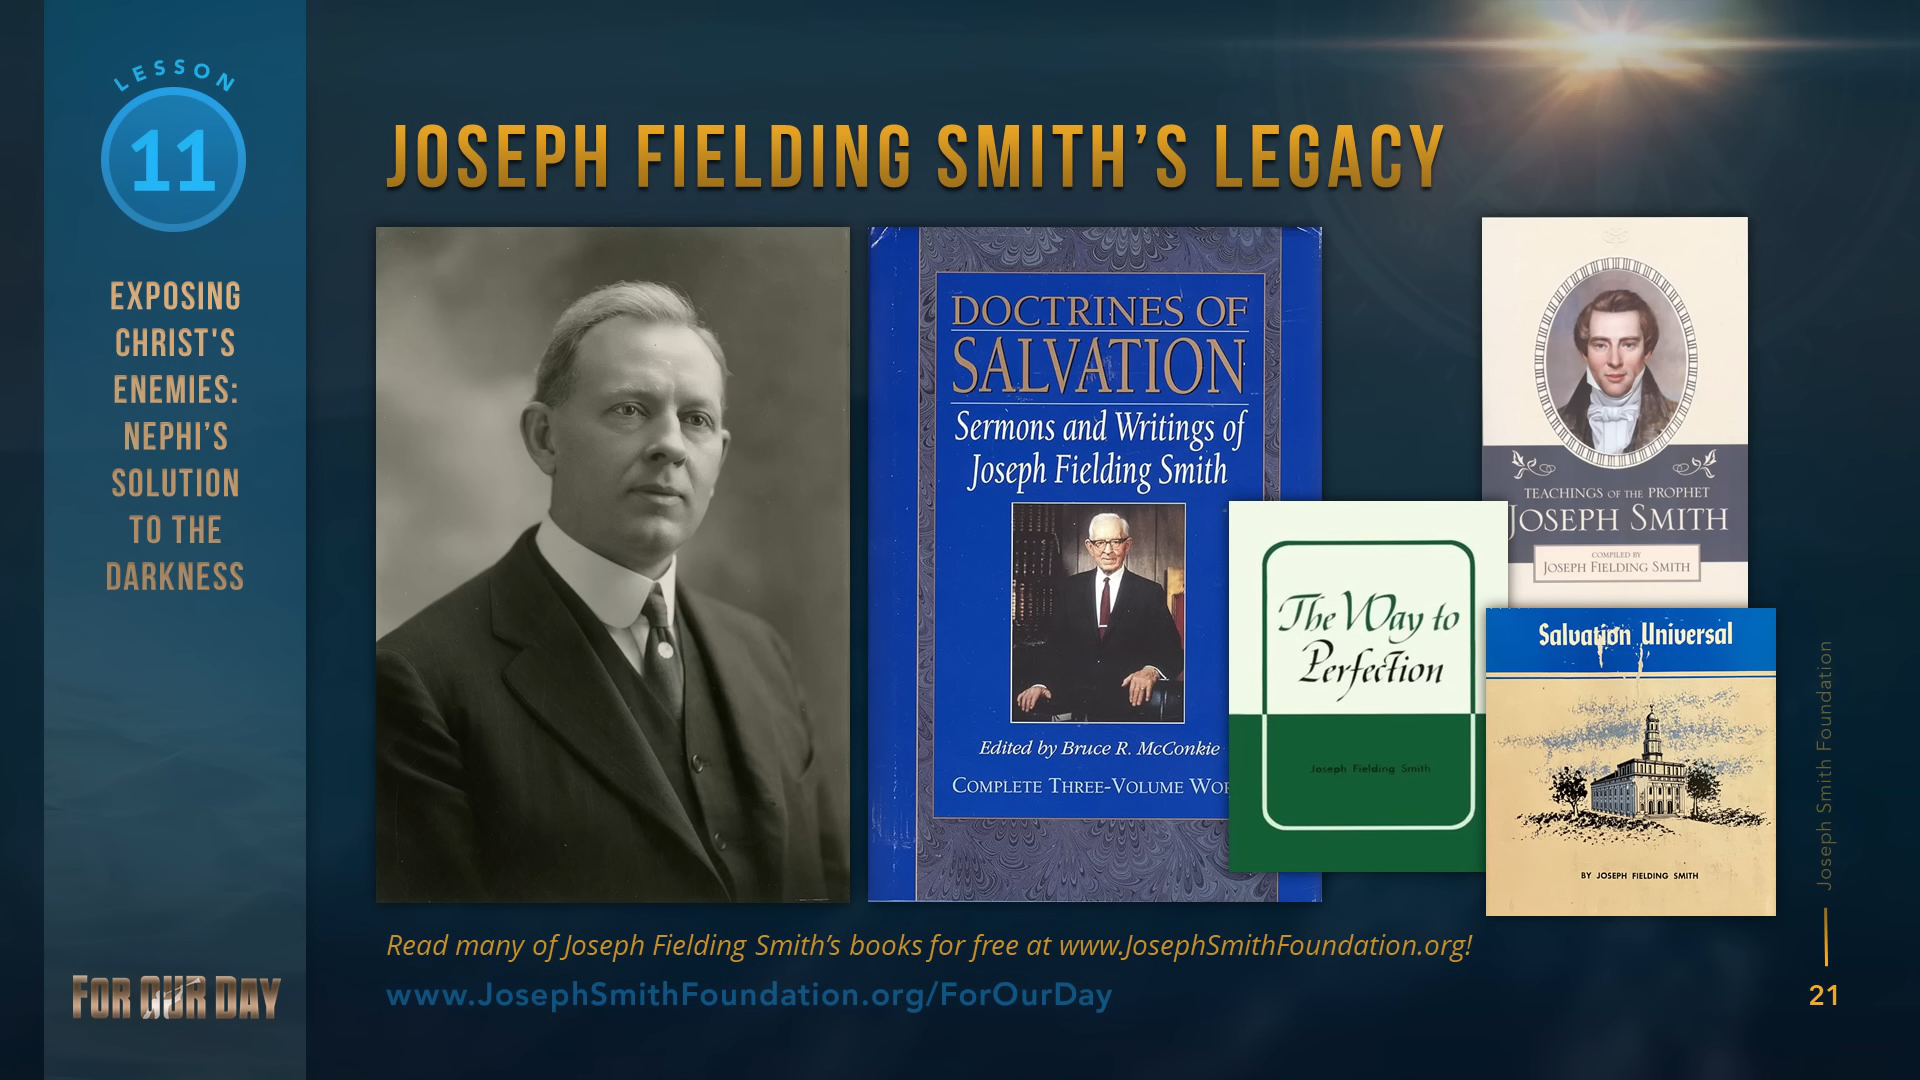 LESSON
11
EXPOSING
CHRIST'S
ENEMIES:
NEPHI’S
SOLUTION
TO THE
DARKNESS
FOR OUR DAY
JOSEPH FIELDING SMITH’S LEGACY
DOCTRINES OF
SALVATION
Sermons and Writings of
Joseph Fielding Smith
Edited by Bruce R. McConkie
COMPLETE THREE-VOLUME
The Way to
Perfection
Joseph Fielding Smith
TEACHINGS OF THE PROPHET
JOSEPH SMITH
COMPILED BY
JOSEPH FIELDING SMITH
Salvation Universal
BY JOSEPH FIELDING SMITH
Read many of Joseph Fielding Smith’s books for free at www.JosephSmithFoundation.org!
www.JosephSmithFoundation.org/ForOurDay
Joseph Smith Foundation
21